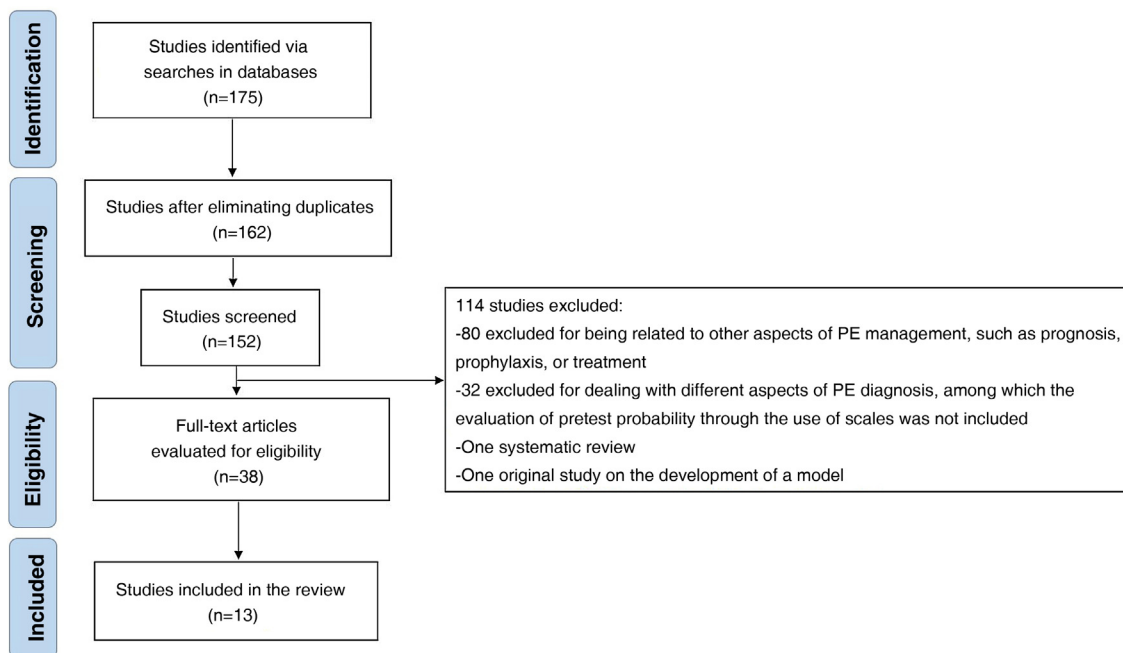 Identification
Studies identified via
searches in databases
(n=175)
Screening
Studies after eliminating duplicates
(n=162)
Studies screened
(n=152)
114 studies excluded:
-80 excluded for being related to other aspects of PE management, such as prognosis,
prophylaxis, or treatment
-32 excluded for dealing with different aspects of PE diagnosis, among which the
evaluation of pretest probability through the use of scales was not included
-One systematic review
-One original study on the development of a model
Eligibility
Full-text articles
evaluated for eligibility
(n=38)
Included
Studies included in the review
(n=13)